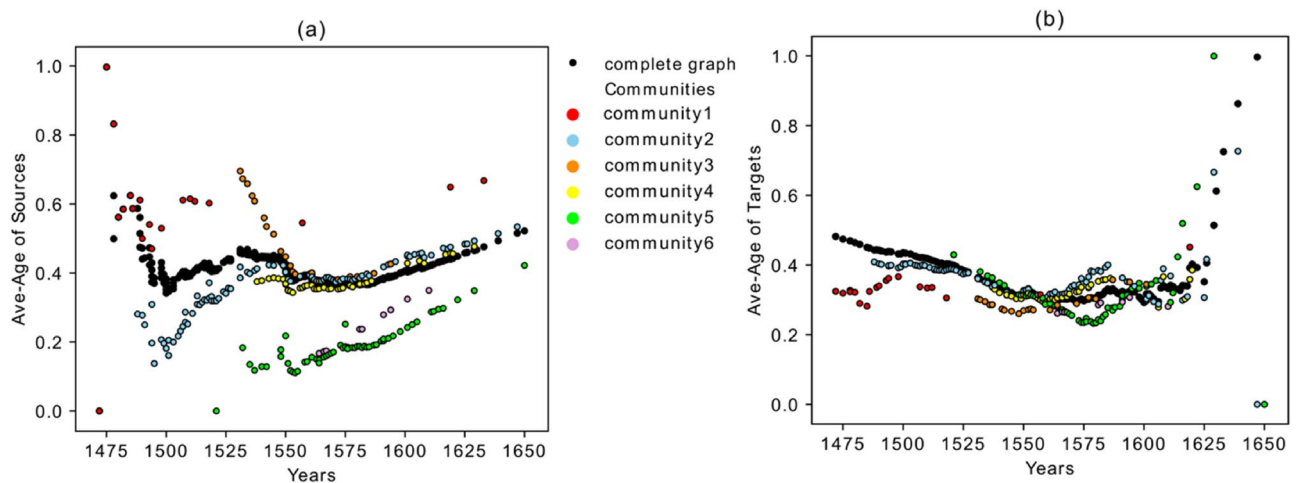 (a)
Ave-Age of Sources
1.0
0.8
0.6
0.4
0.2
0.0
1475 1500 1525 1550 1575 1600 1625 1650
Years
complete graph
Communities
community1
community2
community3
community4
community5
community6
(b)
Ave-Age of Targets
1.0
0.8
0.6
0.4
0.2
0.0
1475 1500 1525 1550 1575 1600 1625 1650
Years